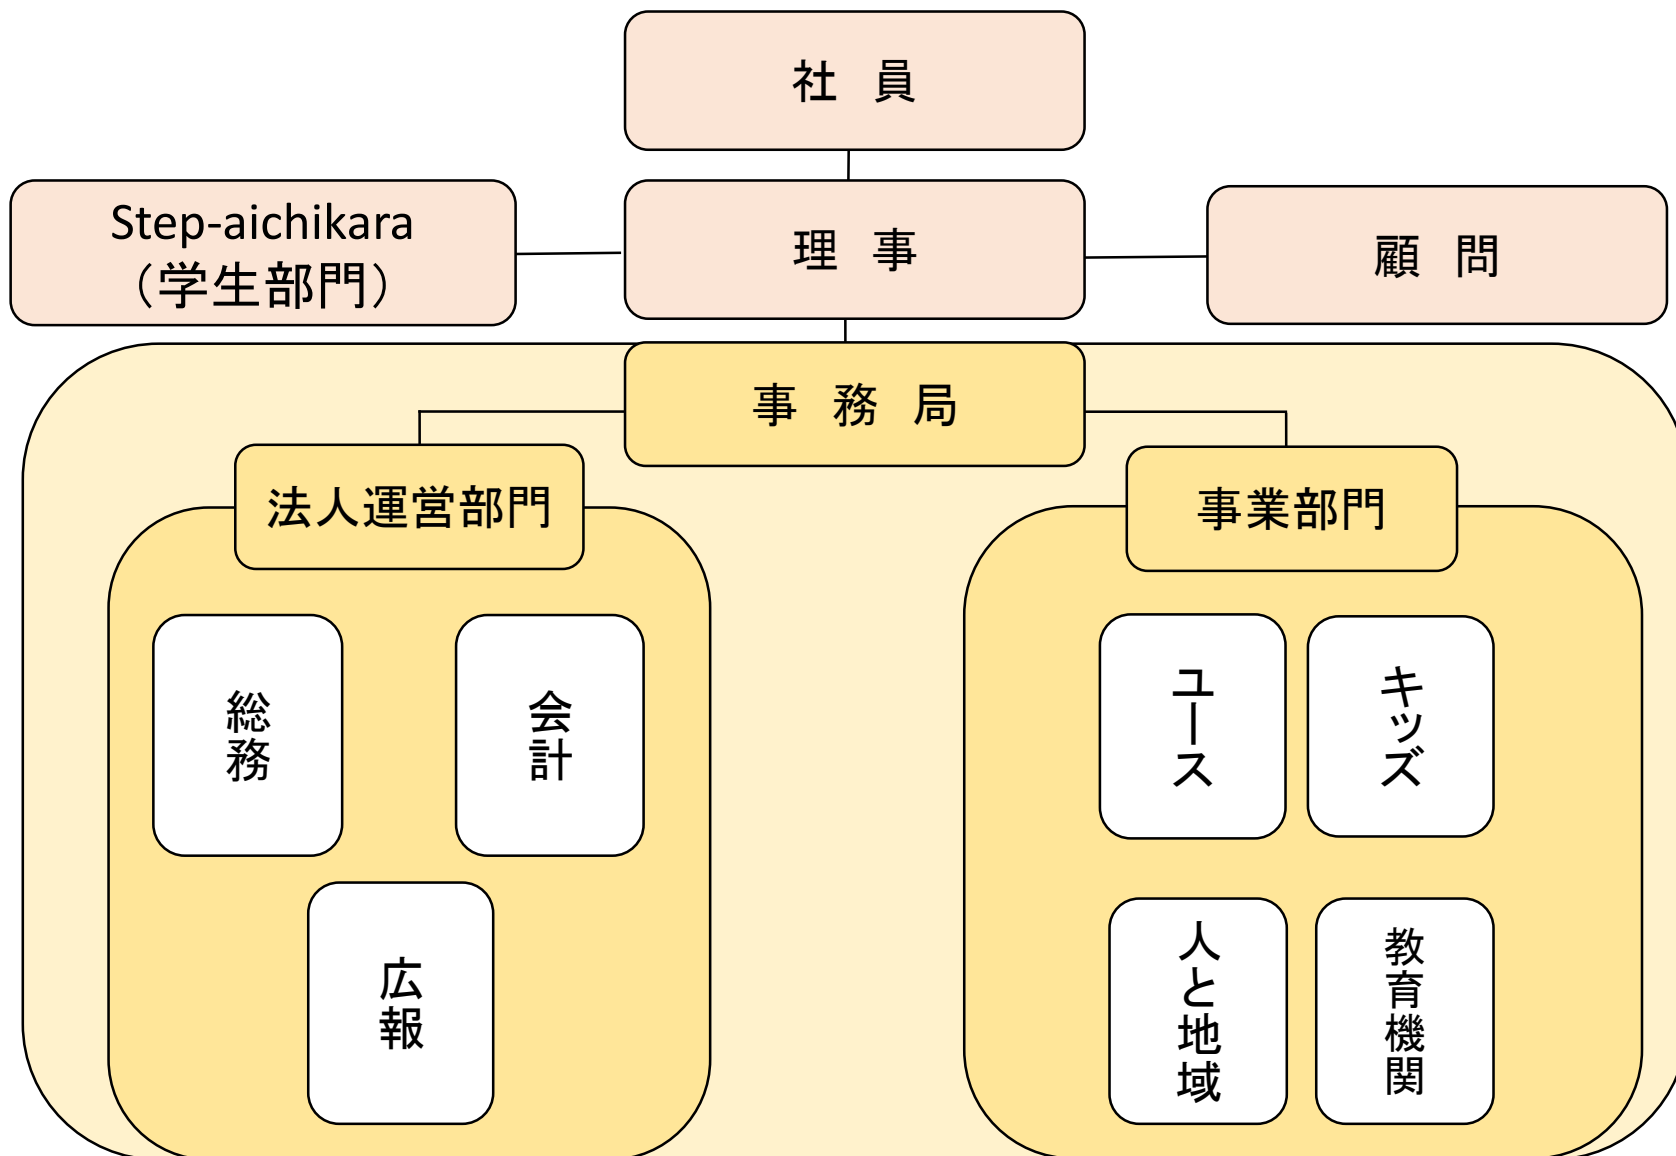 社 員
Step-aichikara
（学生部門）
理 事
顧 問
事 務 局
法人運営部門
事業部門
総務
会計
広報
ユース
キッズ
人と地域
教育機関